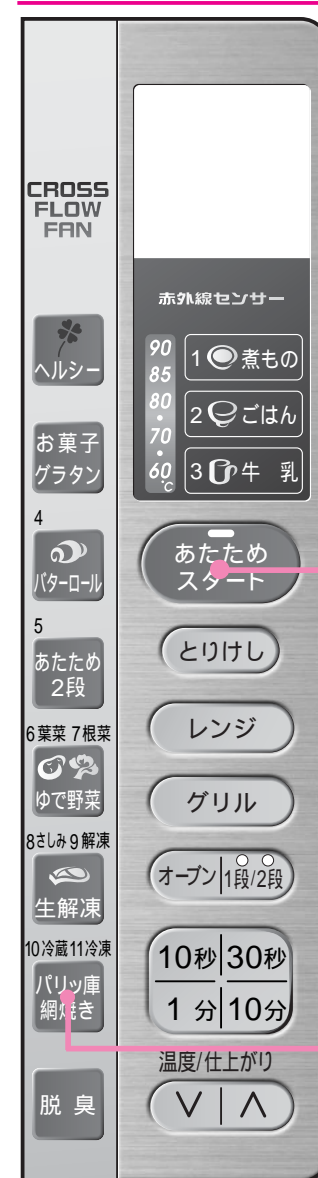 CROSS
FLOW
FAN
ヘルシー
お菓子
グラタン
4
バターロール
5
あたため
2段
6葉菜 7根菜
ゆで野菜
8さしみ9解凍
生解凍
10冷蔵11冷凍
パリッ庫
網焼き
脱臭
赤外線センサー
90
85
80
・
70
・
60
℃
1 煮もの
2 ごはん
3 牛 乳
あたため
スタート
とりけし
レンジ
グリル
オーブン 1段/2段
10秒 30秒
1 分 10分
温度/仕上がり